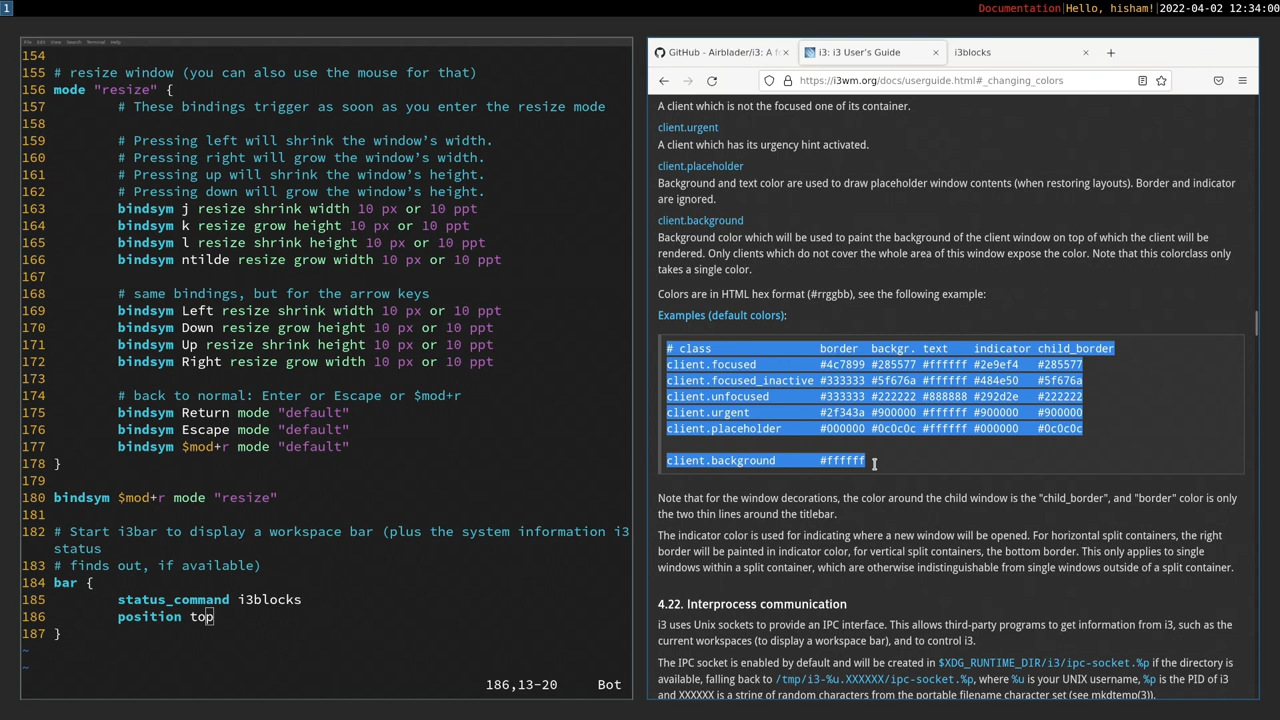 1
Documentation|Hello, hisham!|2022-04-02 12:34:00
File Edit View Search Terminal Help
154
155 # resize window (you can also use the mouse for that)
156 mode "resize" {
157         # These bindings trigger as soon as you enter the resize mode
158
159         # Pressing left will shrink the window’s width.
160         # Pressing right will grow the window’s width.
161         # Pressing up will shrink the window’s height.
162         # Pressing down will grow the window’s height.
163         bindsym j resize shrink width 10 px or 10 ppt
164         bindsym k resize grow height 10 px or 10 ppt
165         bindsym l resize shrink height 10 px or 10 ppt
166         bindsym ntilde resize grow width 10 px or 10 ppt
167
168         # same bindings, but for the arrow keys
169         bindsym Left resize shrink width 10 px or 10 ppt
170         bindsym Down resize grow height 10 px or 10 ppt
171         bindsym Up resize shrink height 10 px or 10 ppt
172         bindsym Right resize grow width 10 px or 10 ppt
173
174         # back to normal: Enter or Escape or $mod+r
175         bindsym Return mode "default"
176         bindsym Escape mode "default"
177         bindsym $mod+r mode "default"
178 }
179
180 bindsym $mod+r mode "resize"
181
182 # Start i3bar to display a workspace bar (plus the system information i3
status
183 # finds out, if available)
184 bar {
185         status_command i3blocks
186         position top
187 }
~
~
186,13-20     Bot
GitHub - Airblader/i3: A f
i3: i3 User's Guide
i3blocks
https://i3wm.org/docs/userguide.html#_changing_colors
A client which is not the focused one of its container.
client.urgent
A client which has its urgency hint activated.
client.placeholder
Background and text color are used to draw placeholder window contents (when restoring layouts). Border and indicator
are ignored.
client.background
Background color which will be used to paint the background of the client window on top of which the client will be
rendered. Only clients which do not cover the whole area of this window expose the color. Note that this colorclass only
takes a single color.
Colors are in HTML hex format (#rrggbb), see the following example:
Examples (default colors):
# class                 border  backgr. text    indicator child_border
client.focused          #4c7899 #285577 #ffffff #2e9ef4   #285577
client.focused_inactive #333333 #5f676a #ffffff #484e50   #5f676a
client.unfocused        #333333 #222222 #888888 #292d2e   #222222
client.urgent           #2f343a #900000 #ffffff #900000   #900000
client.placeholder      #000000 #0c0c0c #ffffff #000000   #0c0c0c
client.background       #ffffff
Note that for the window decorations, the color around the child window is the "child_border", and "border" color is only
the two thin lines around the titlebar.
The indicator color is used for indicating where a new window will be opened. For horizontal split containers, the right
border will be painted in indicator color, for vertical split containers, the bottom border. This only applies to single
windows within a split container, which are otherwise indistinguishable from single windows outside of a split container.
4.22. Interprocess communication
i3 uses Unix sockets to provide an IPC interface. This allows third-party programs to get information from i3, such as the
current workspaces (to display a workspace bar), and to control i3.
The IPC socket is enabled by default and will be created in $XDG_RUNTIME_DIR/i3/ipc-socket.%p if the directory is
available, falling back to /tmp/i3-%u.XXXXXX/ipc-socket.%p, where %u is your UNIX username, %p is the PID of i3
and XXXXXX is a string of random characters from the portable filename character set (see mkdtemp(3)).